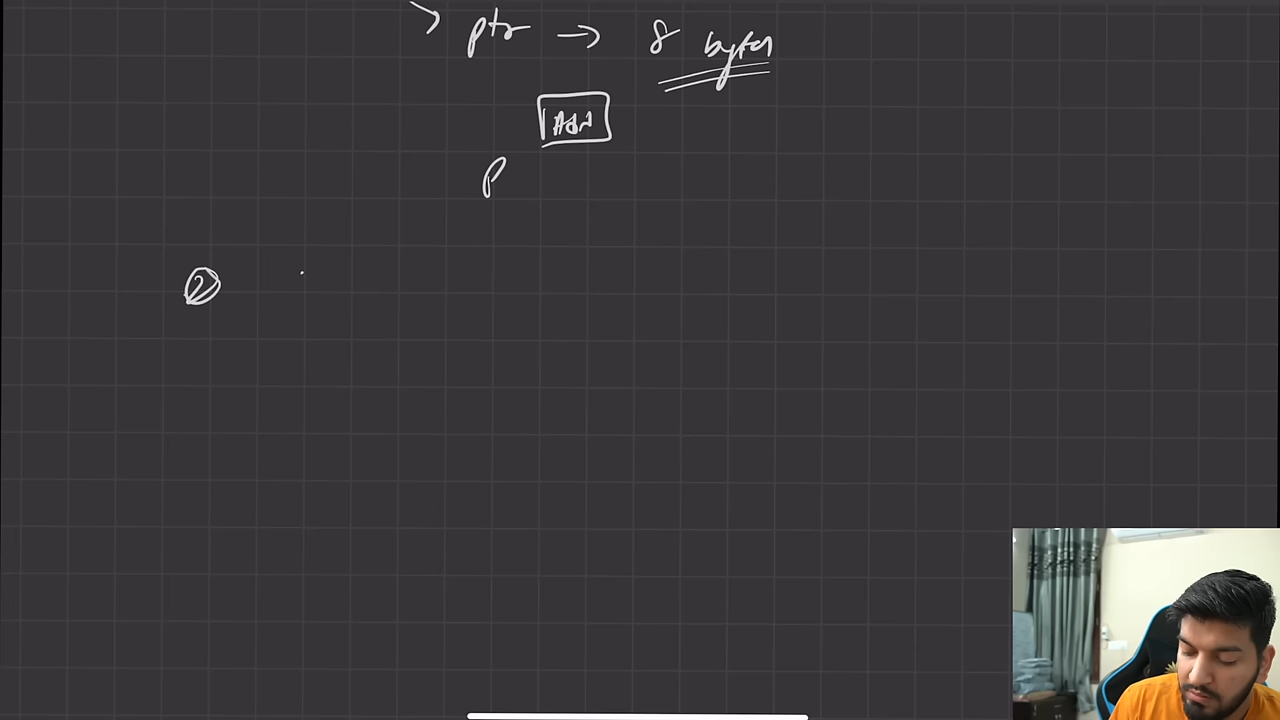 > ptr → 8 bytes
Add
P
②